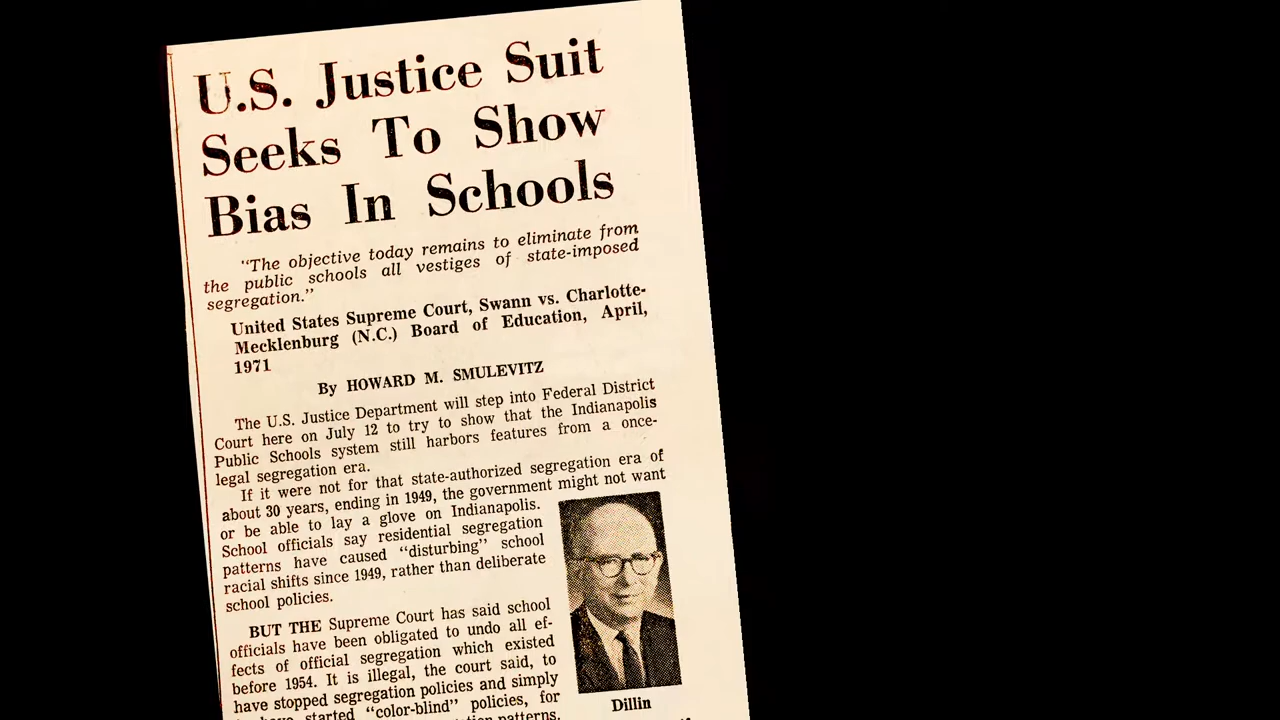 U.S. Justice Suit
Seeks To Show
Bias In Schools
"The objective today remains to eliminate from
the public schools all vestiges of state-imposed
segregation."
United States Supreme Court, Swann vs. Charlotte-
Mecklenburg (N.C.) Board of Education, April,
1971
By HOWARD M. SMULEVITZ
The U.S. Justice Department will step into Federal District
Court here on July 12 to try to show that the Indianapolis
Public Schools system still harbors features from a once-
legal segregation era.
If it were not for that state-authorized segregation era of
about 30 years, ending in 1949, the government might not want
or be able to lay a glove on Indianapolis.
School officials say residential segregation
patterns have caused "disturbing" school
racial shifts since 1949, rather than deliberate
school policies.
BUT THE Supreme Court has said school
officials have been obligated to undo all ef-
fects of official segregation which existed
before 1954. It is illegal, the court said, to
have stopped segregation policies and simply
have started "color-blind" policies, for
patterns.
Dillin